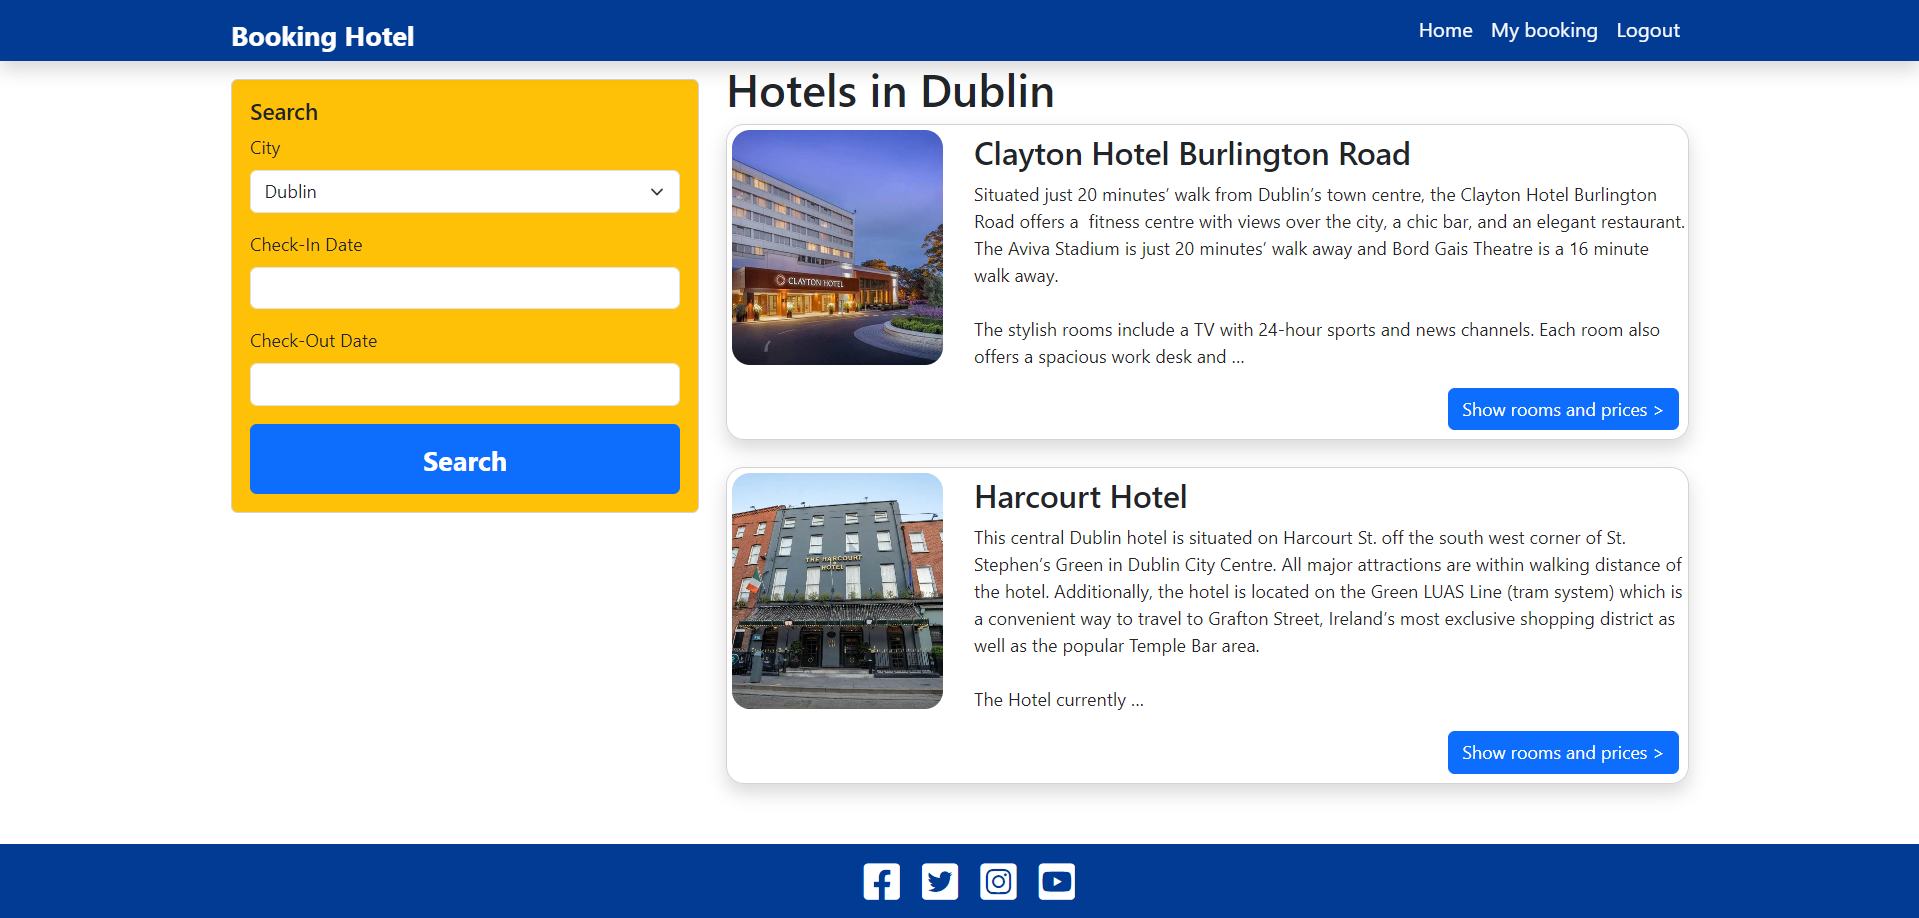 Booking Hotel
Home My booking Logout
Search
City
Dublin
Check-In Date
Check-Out Date
Search
Hotels in Dublin
CLAYTON HOTEL
Clayton Hotel Burlington Road
Situated just 20 minutes’ walk from Dublin’s town centre, the Clayton Hotel Burlington
Road offers a  fitness centre with views over the city, a chic bar, and an elegant restaurant.
The Aviva Stadium is just 20 minutes’ walk away and Bord Gais Theatre is a 16 minute
walk away.
The stylish rooms include a TV with 24-hour sports and news channels. Each room also
offers a spacious work desk and ...
Show rooms and prices >
THE HARCOURT
HOTEL
Harcourt Hotel
This central Dublin hotel is situated on Harcourt St. off the south west corner of St.
Stephen’s Green in Dublin City Centre. All major attractions are within walking distance of
the hotel. Additionally, the hotel is located on the Green LUAS Line (tram system) which is
a convenient way to travel to Grafton Street, Ireland’s most exclusive shopping district as
well as the popular Temple Bar area.
The Hotel currently ...
Show rooms and prices >